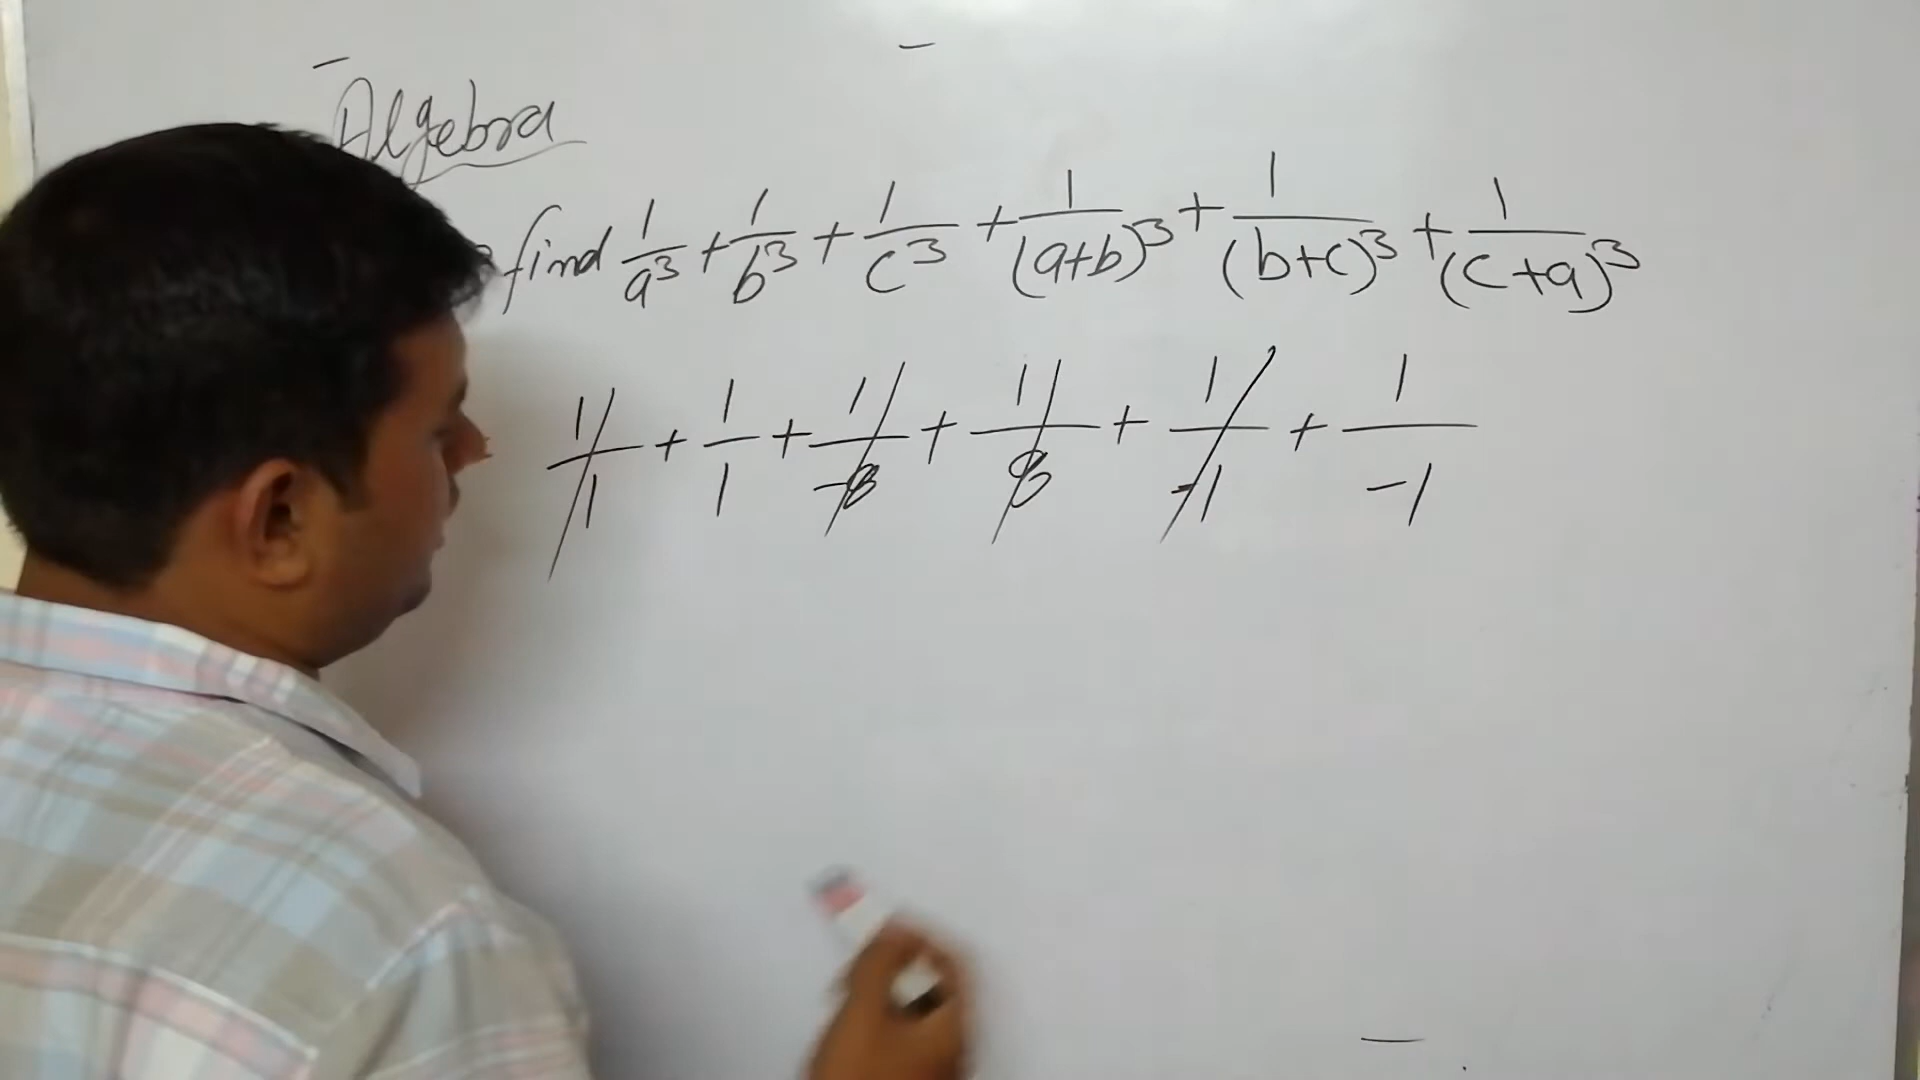 Algebra
find 1/a³ + 1/b³ + 1/c³ + 1/(a+b)³ + 1/(b+c)³ + 1/(c+a)³
1/1 + 1/1 + 1/-8 + 1/8 + 1/-1 + 1/-1